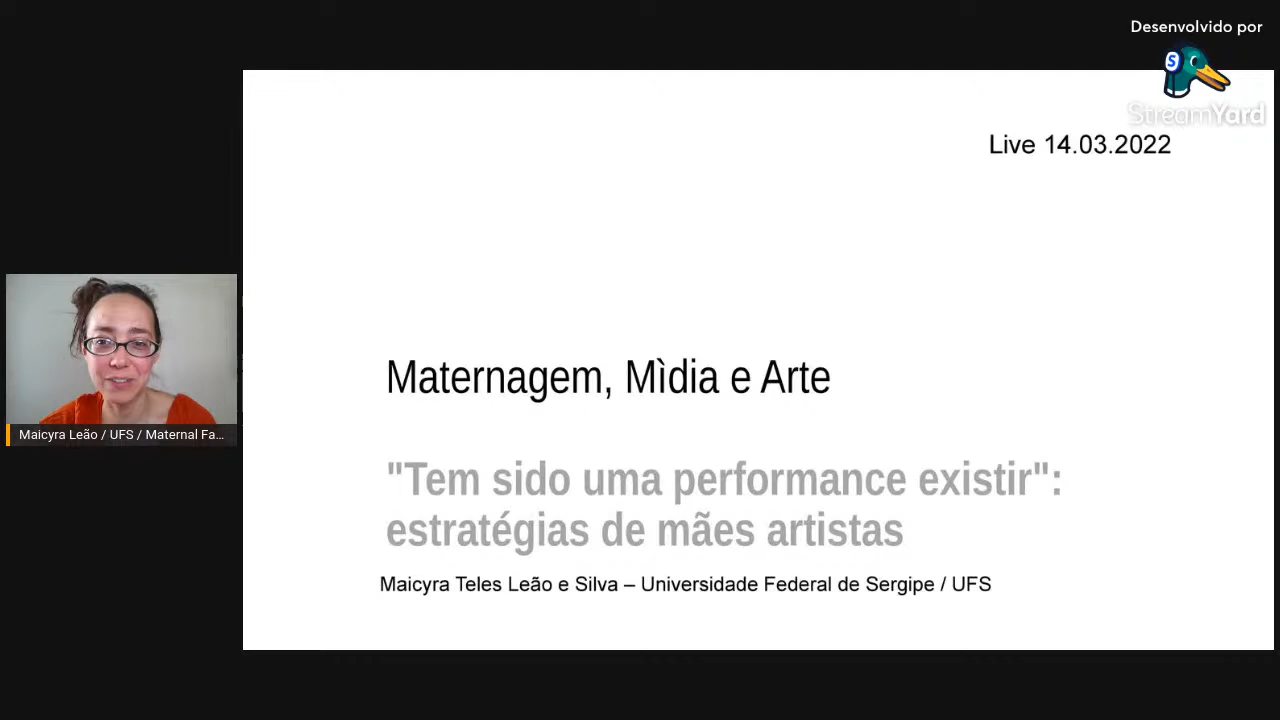 Desenvolvido por
S
StreamYard
Live 14.03.2022
Maternagem, Mìdia e Arte
"Tem sido uma performance existir":
estratégias de mães artistas
Maicyra Teles Leão e Silva – Universidade Federal de Sergipe / UFS
Maicyra Leão / UFS / Maternal Fa...